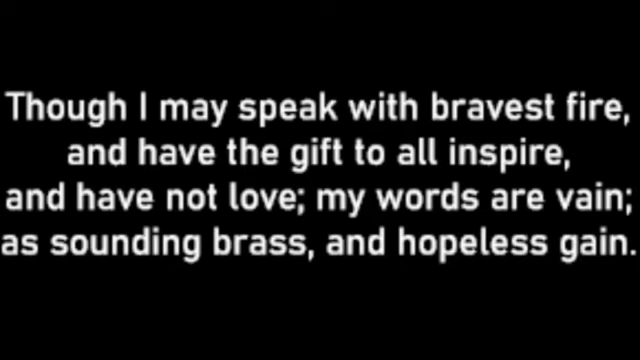 Though I may speak with bravest fire,
and have the gift to all inspire,
and have not love; my words are vain;
as sounding brass, and hopeless gain.